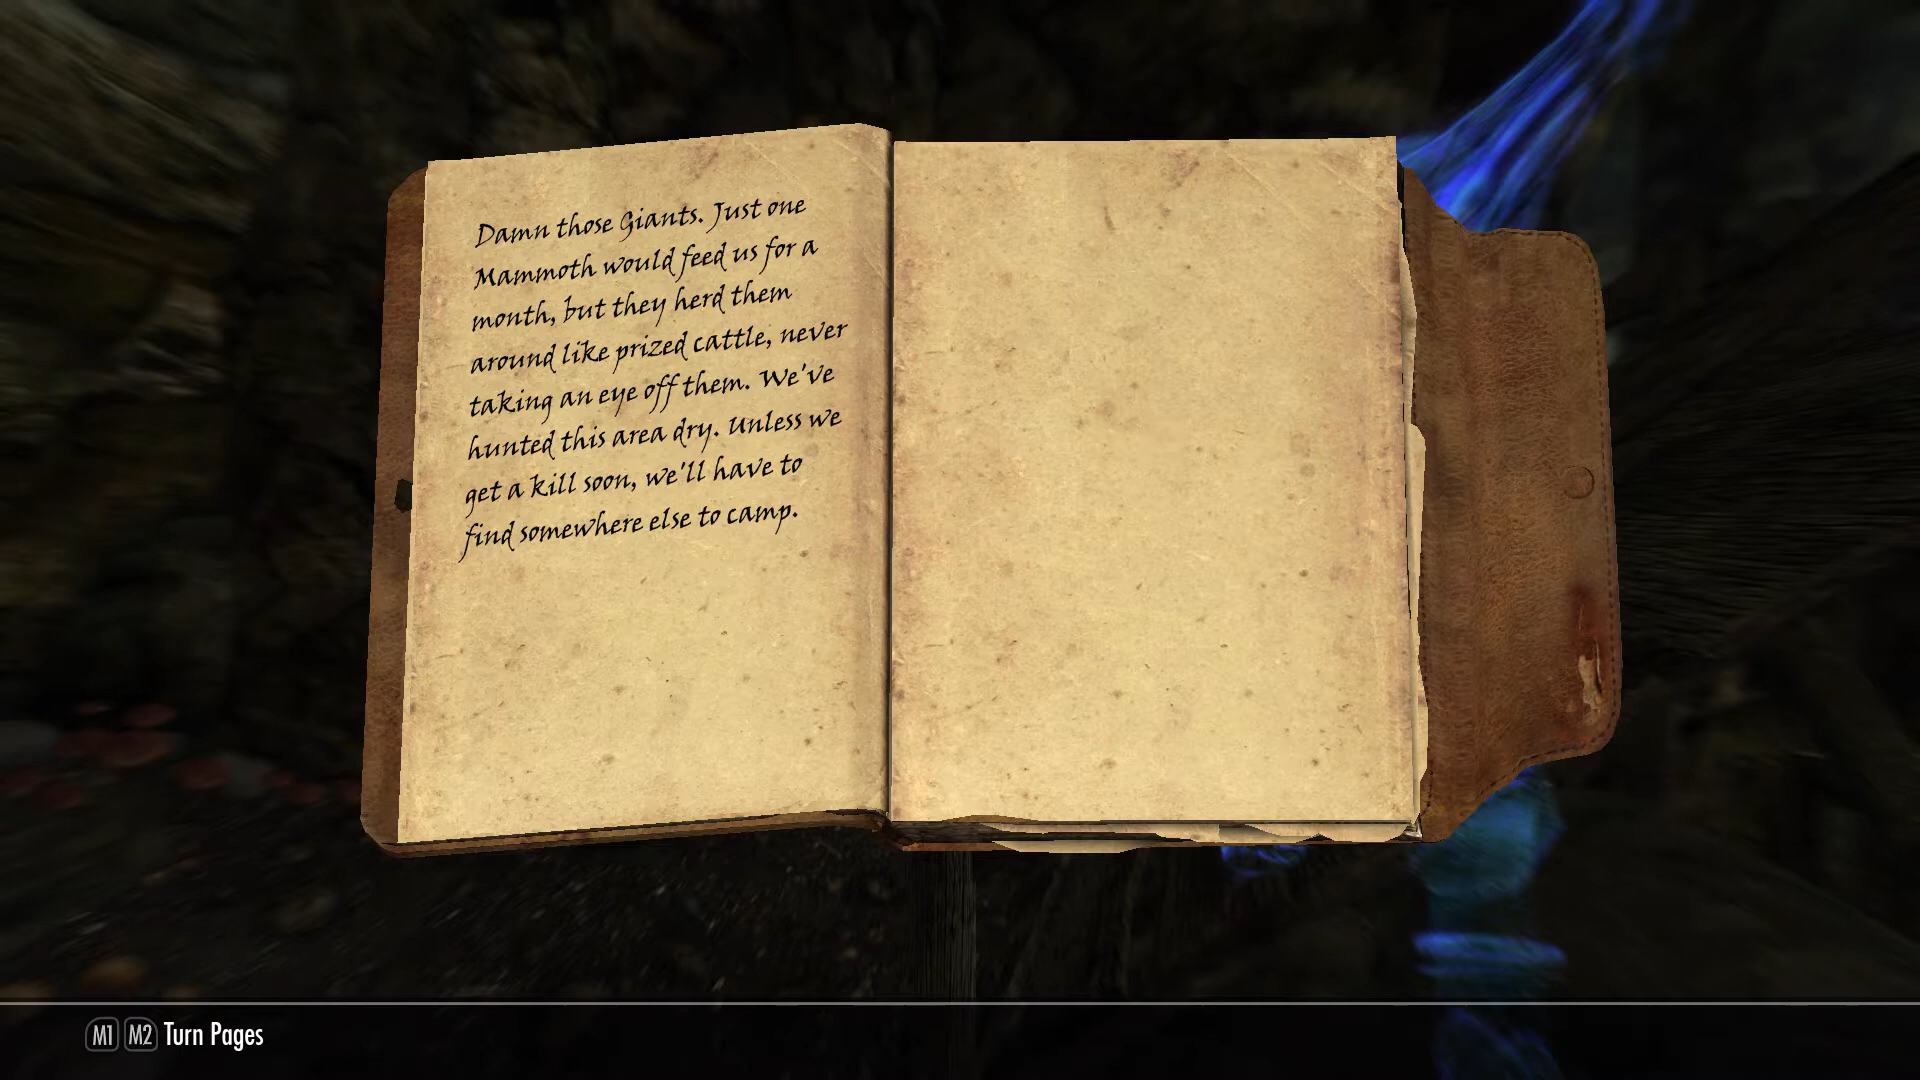 Damn those Giants. Just one
Mammoth would feed us for a
month, but they herd them
around like prized cattle, never
taking an eye off them. We've
hunted this area dry. Unless we
get a kill soon, we'll have to
find somewhere else to camp.
M1 M2 Turn Pages